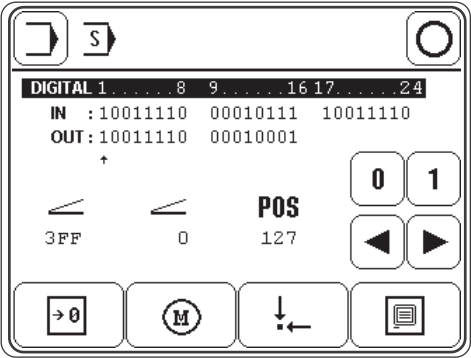 S
DIGITAL 1......8 9......16 17......24
IN :10011110 00010111 10011110
OUT:10011110 00010001
↑
0 1
POS
3FF 0 127
→0 M